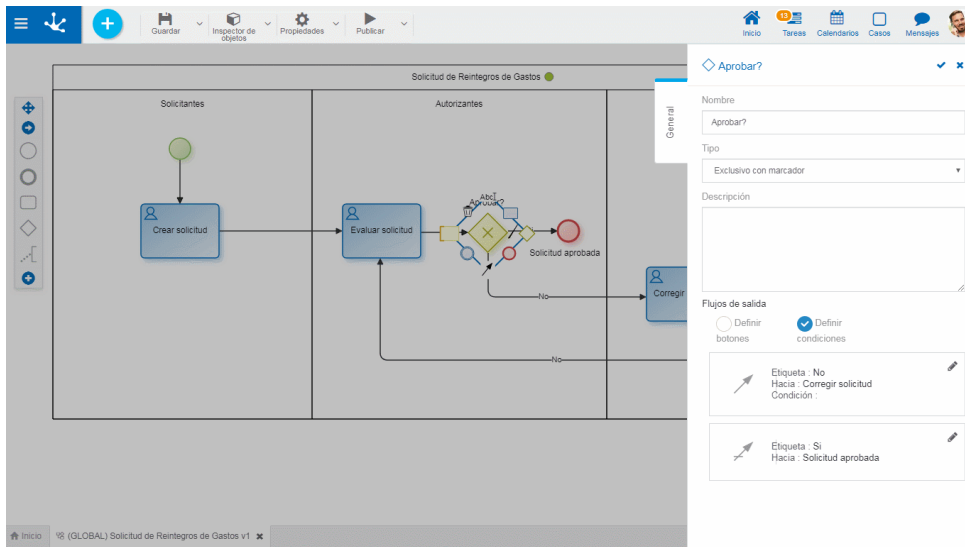 Guardar
Inspector de
objetos
Propiedades
Publicar
Inicio
13
Tareas
Calendarios
Casos
Mensajes
Solicitud de Reintegros de Gastos
Solicitantes
Autorizantes
Crear solicitud
Evaluar solicitud
Abc
Aprobar?
Solicitud aprobada
Corregir
No
No
General
Aprobar?
Nombre
Aprobar?
Tipo
Exclusivo con marcador
Descripción
Flujos de salida
Definir
botones
Definir
condiciones
Etiqueta : No
Hacia : Corregir solicitud
Condición :
Etiqueta : Si
Hacia : Solicitud aprobada
Inicio
(GLOBAL) Solicitud de Reintegros de Gastos v1